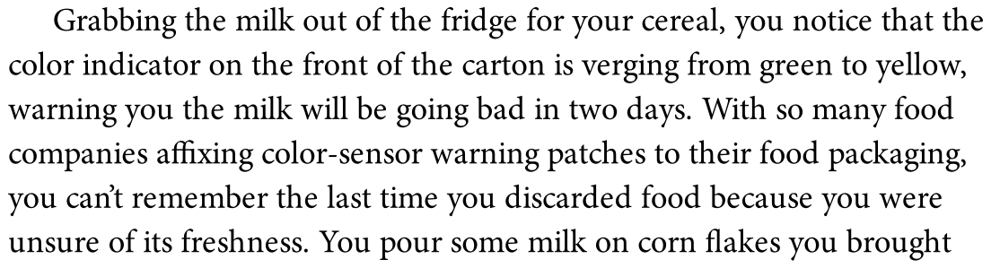 Grabbing the milk out of the fridge for your cereal, you notice that the
color indicator on the front of the carton is verging from green to yellow,
warning you the milk will be going bad in two days. With so many food
companies affixing color-sensor warning patches to their food packaging,
you can’t remember the last time you discarded food because you were
unsure of its freshness. You pour some milk on corn flakes you brought